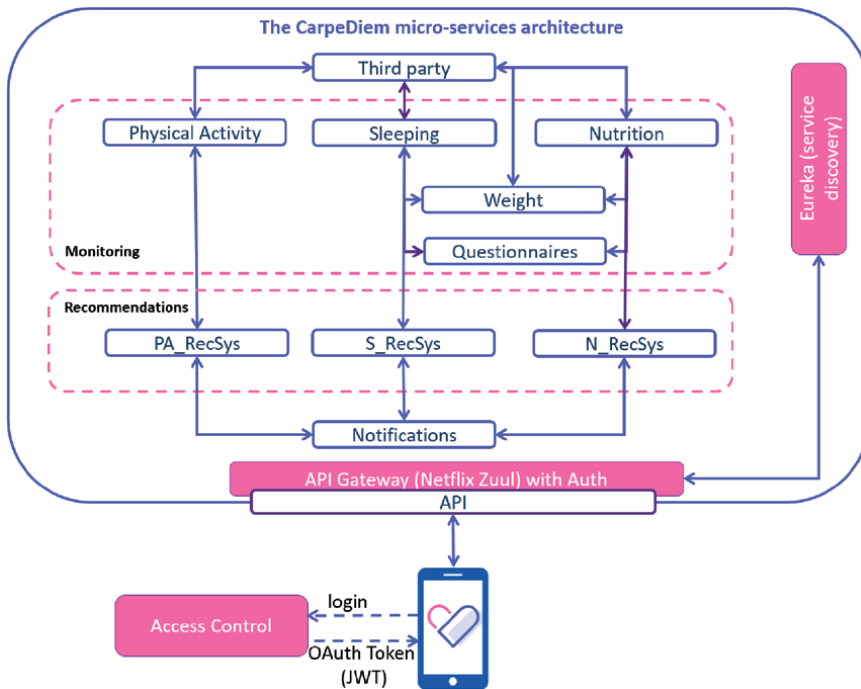 The CarpeDiem micro-services architecture
Third party
Physical Activity
Sleeping
Nutrition
Weight
Questionnaires
Monitoring
Eureka (service
discovery)
Recommendations
PA_RecSys
S_RecSys
N_RecSys
Notifications
API Gateway (Netflix Zuul) with Auth
API
login
Access Control
OAuth Token
(JWT)